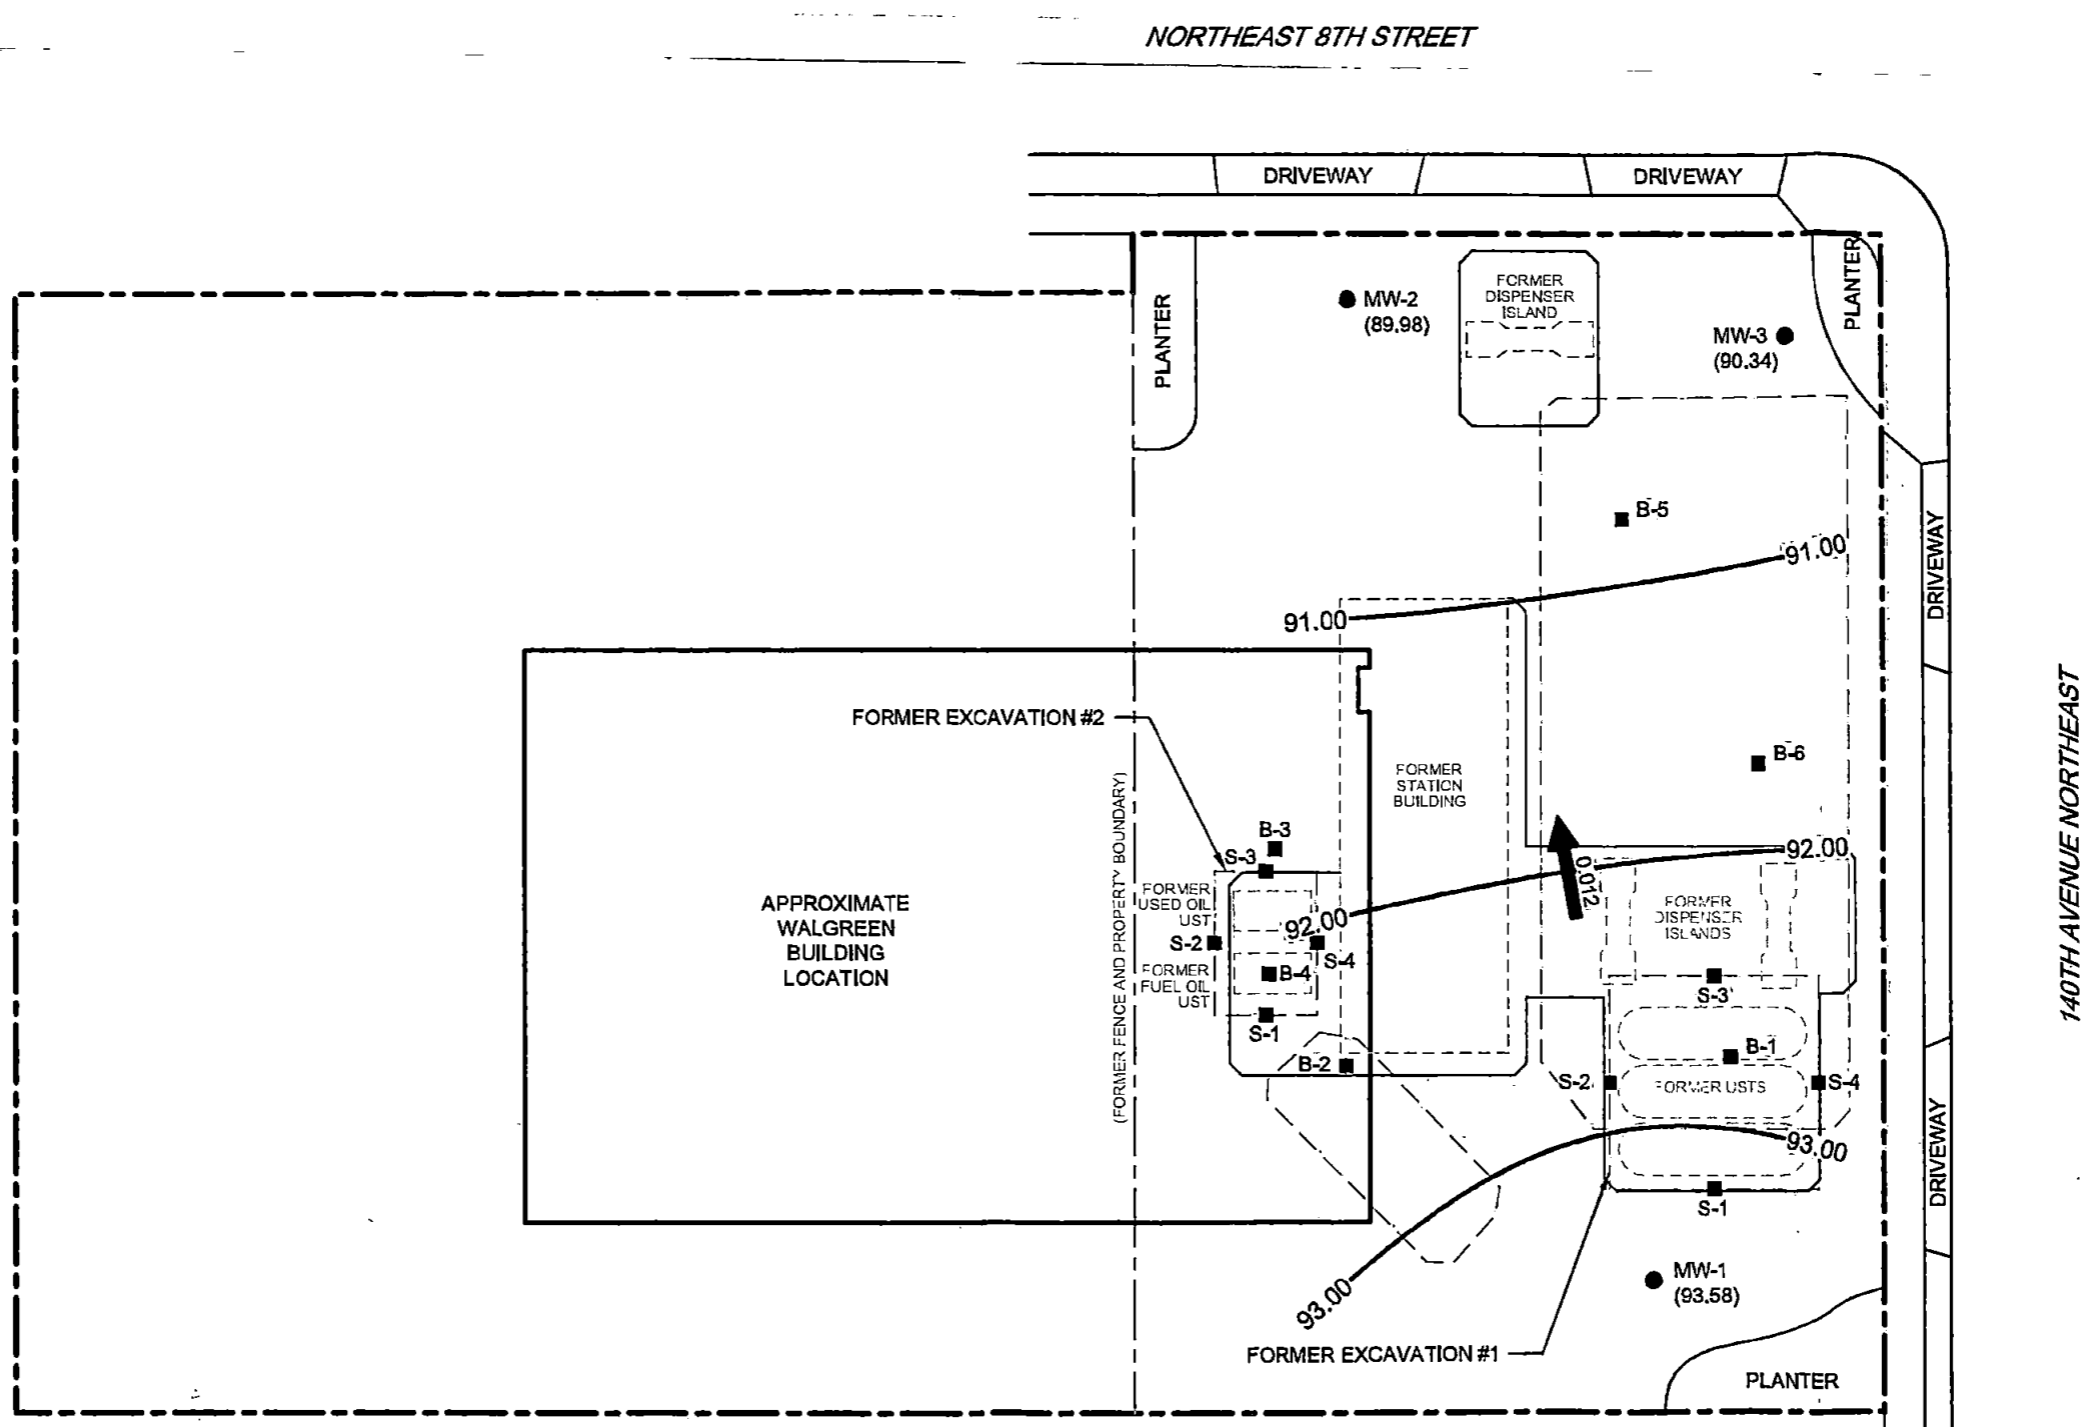 NORTHEAST 8TH STREET
DRIVEWAY
DRIVEWAY
PLANTER
PLANTER
FORMER
DISPENSER
ISLAND
MW-2
(89.98)
MW-3
(90.34)
B-5
91.00
91.00
DRIVEWAY
140TH AVENUE NORTHEAST
FORMER EXCAVATION #2
(FORMER FENCE AND PROPERTY BOUNDARY)
FORMER
STATION
BUILDING
B-6
B-3
S-3
92.00
0.012
FORMER
USED OIL
UST
92.00
S-2
S-4
FORMER
FUEL OIL
UST
B-4
S-1
APPROXIMATE
WALGREEN
BUILDING
LOCATION
FORMER
DISPENSER
ISLANDS
S-3
B-1
B-2
S-2
FORMER USTS
S-4
93.00
DRIVEWAY
S-1
MW-1
(93.58)
93.00
FORMER EXCAVATION #1
PLANTER